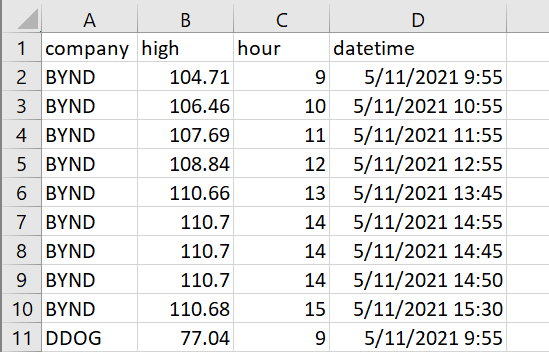 A B C D
1 company high hour datetime
2 BYND 104.71 9 5/11/2021 9:55
3 BYND 106.46 10 5/11/2021 10:55
4 BYND 107.69 11 5/11/2021 11:55
5 BYND 108.84 12 5/11/2021 12:55
6 BYND 110.66 13 5/11/2021 13:45
7 BYND 110.7 14 5/11/2021 14:55
8 BYND 110.7 14 5/11/2021 14:45
9 BYND 110.7 14 5/11/2021 14:50
10 BYND 110.68 15 5/11/2021 15:30
11 DDOG 77.04 9 5/11/2021 9:55